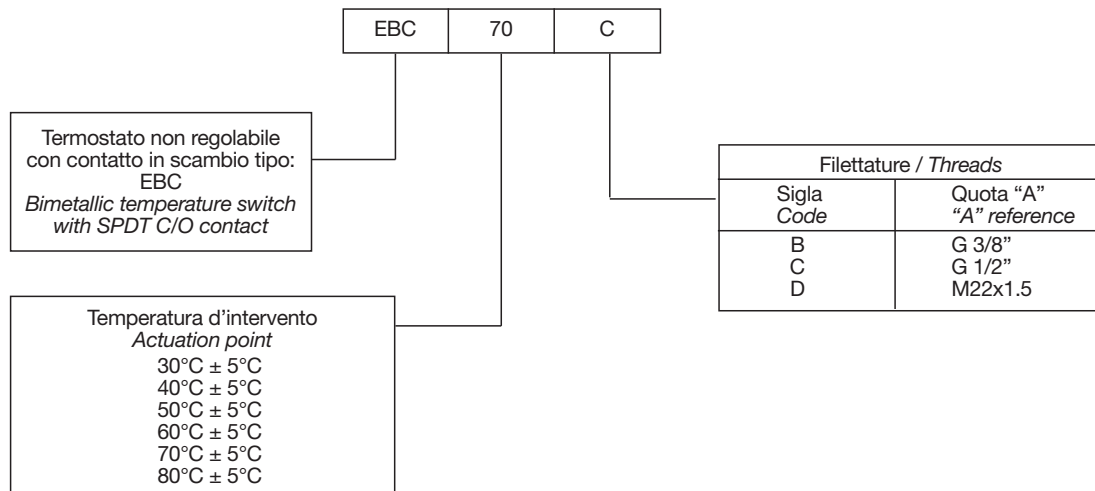 EBC 70 C
Termostato non regolabile
con contatto in scambio tipo:
EBC
Bimetallic temperature switch
with SPDT C/O contact
Filettature / Threads
Sigla Quota “A”
Code “A” reference
B G 3/8”
C G 1/2”
D M22x1.5
Temperatura d’intervento
Actuation point
30°C ± 5°C
40°C ± 5°C
50°C ± 5°C
60°C ± 5°C
70°C ± 5°C
80°C ± 5°C